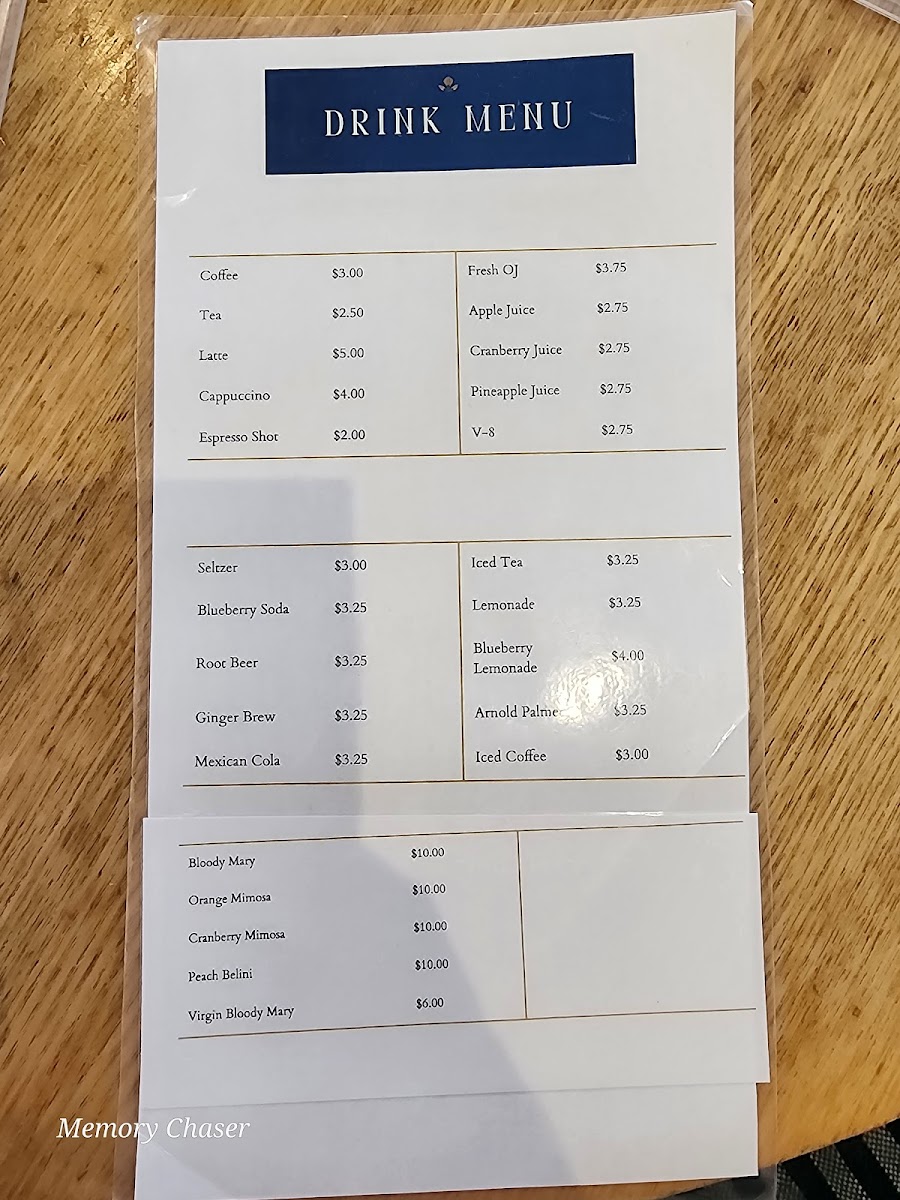 DRINK MENU
Coffee $3.00
Tea $2.50
Latte $5.00
Cappuccino $4.00
Espresso Shot $2.00
Fresh OJ $3.75
Apple Juice $2.75
Cranberry Juice $2.75
Pineapple Juice $2.75
V-8 $2.75
Seltzer $3.00
Blueberry Soda $3.25
Root Beer $3.25
Ginger Brew $3.25
Mexican Cola $3.25
Iced Tea $3.25
Lemonade $3.25
Blueberry
Lemonade $4.00
Arnold Palmer $3.25
Iced Coffee $3.00
Bloody Mary $10.00
Orange Mimosa $10.00
Cranberry Mimosa $10.00
Peach Belini $10.00
Virgin Bloody Mary $6.00
Memory Chaser